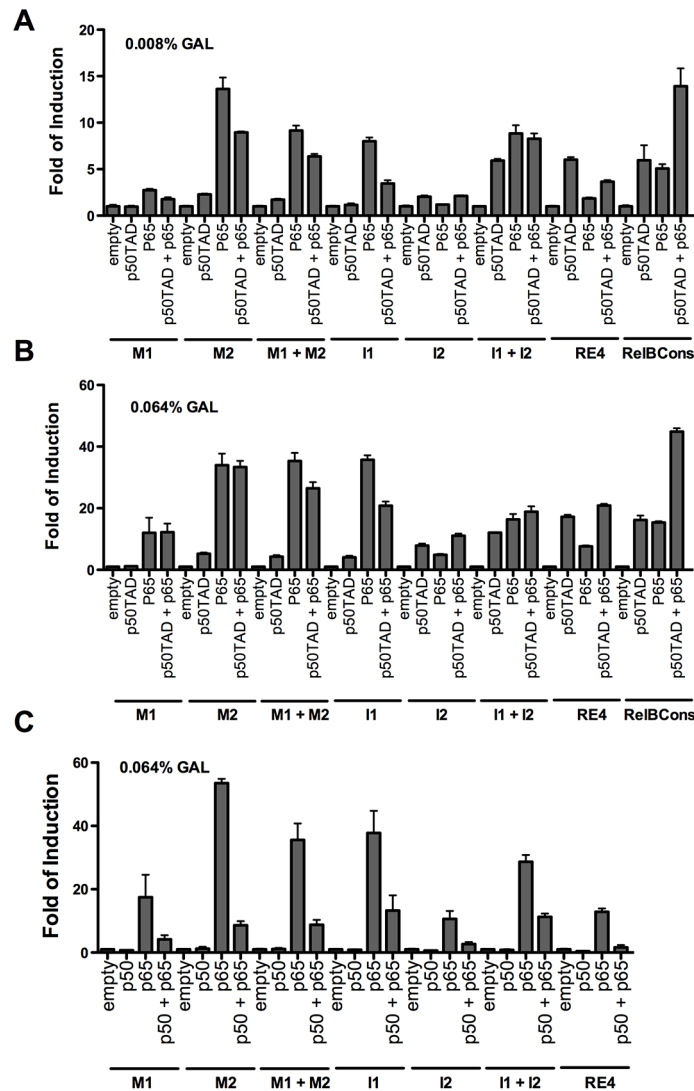 A
0.008% GAL
Fold of Induction
20
15
10
5
0
empty p50TAD P65 p50TAD + p65 empty p50TAD P65 p50TAD + p65 empty p50TAD P65 p50TAD + p65 empty p50TAD P65 p50TAD + p65 empty p50TAD P65 p50TAD + p65 empty p50TAD P65 p50TAD + p65 empty p50TAD P65 p50TAD + p65 empty p50TAD P65 p50TAD + p65
M1 M2 M1 + M2 I1 I2 I1 + I2 RE4 RelBCons
B
0.064% GAL
Fold of Induction
60
40
20
0
empty p50TAD P65 p50TAD + p65 empty p50TAD P65 p50TAD + p65 empty p50TAD P65 p50TAD + p65 empty p50TAD P65 p50TAD + p65 empty p50TAD P65 p50TAD + p65 empty p50TAD P65 p50TAD + p65 empty p50TAD P65 p50TAD + p65 empty p50TAD P65 p50TAD + p65
M1 M2 M1 + M2 I1 I2 I1 + I2 RE4 RelBCons
C
0.064% GAL
Fold of Induction
60
40
20
0
empty p50 p65 p50 + p65 empty p50 p65 p50 + p65 empty p50 p65 p50 + p65 empty p50 p65 p50 + p65 empty p50 p65 p50 + p65 empty p50 p65 p50 + p65 empty p50 p65 p50 + p65
M1 M2 M1 + M2 I1 I2 I1 + I2 RE4